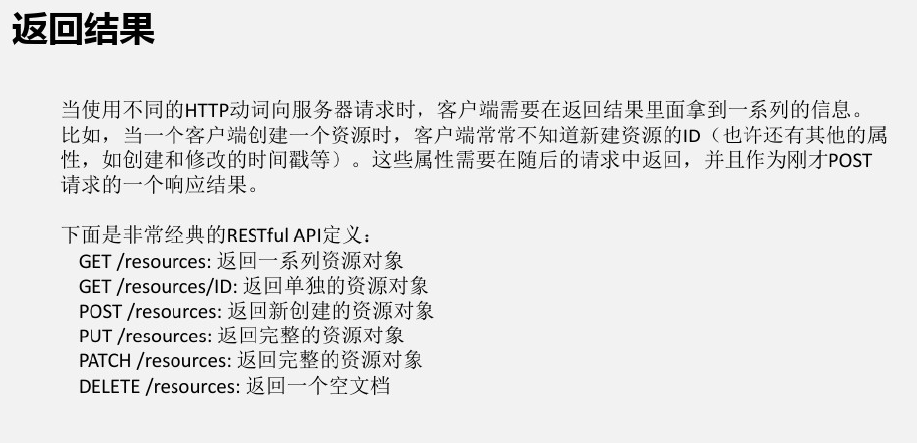 返回结果
当使用不同的HTTP动词向服务器请求时，客户端需要在返回结果里面拿到一系列的信息。
比如，当一个客户端创建一个资源时，客户端常常不知道新建资源的ID（也许还有其他的属
性，如创建和修改的时间戳等）。这些属性需要在随后的请求中返回，并且作为刚才POST
请求的一个响应结果。
下面是非常经典的RESTful API定义：
GET /resources: 返回一系列资源对象
GET /resources/ID: 返回单独的资源对象
POST /resources: 返回新创建的资源对象
PUT /resources: 返回完整的资源对象
PATCH /resources: 返回完整的资源对象
DELETE /resources: 返回一个空文档